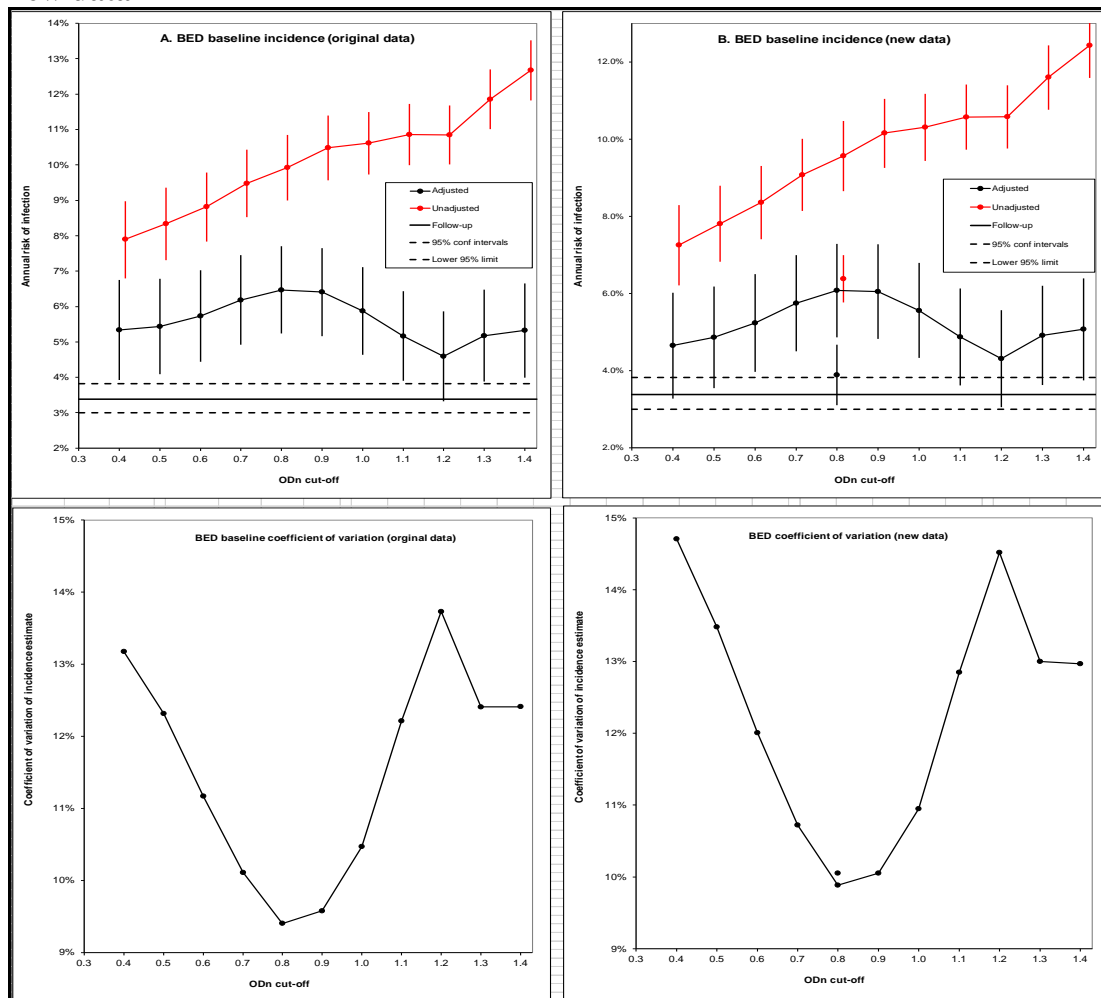 A. BED baseline incidence (original data)
Annual risk of infection
14%
13%
12%
11%
10%
9%
8%
7%
6%
5%
4%
3%
2%
Adjusted
Unadjusted
Follow-up
95% conf intervals
Lower 95% limit
0.3 0.4 0.5 0.6 0.7 0.8 0.9 1.0 1.1 1.2 1.3 1.4
ODn cut-off
B. BED baseline incidence (new data)
Annual risk of infection
12.0%
10.0%
8.0%
6.0%
4.0%
2.0%
Adjusted
Unadjusted
Follow-up
95% conf intervals
Lower 95% limit
0.3 0.4 0.5 0.6 0.7 0.8 0.9 1.0 1.1 1.2 1.3 1.4
ODn cut-off
BED baseline coefficient of variation (orginal data)
Coefficient of variation of incidence estimate
15%
14%
13%
12%
11%
10%
9%
0.3 0.4 0.5 0.6 0.7 0.8 0.9 1.0 1.1 1.2 1.3 1.4
ODn cut-off
BED coefficient of variation (new data)
Coefficient of variation of incidence estimate
15%
14%
13%
12%
11%
10%
9%
0.3 0.4 0.5 0.6 0.7 0.8 0.9 1.0 1.1 1.2 1.3 1.4
ODn cut-off